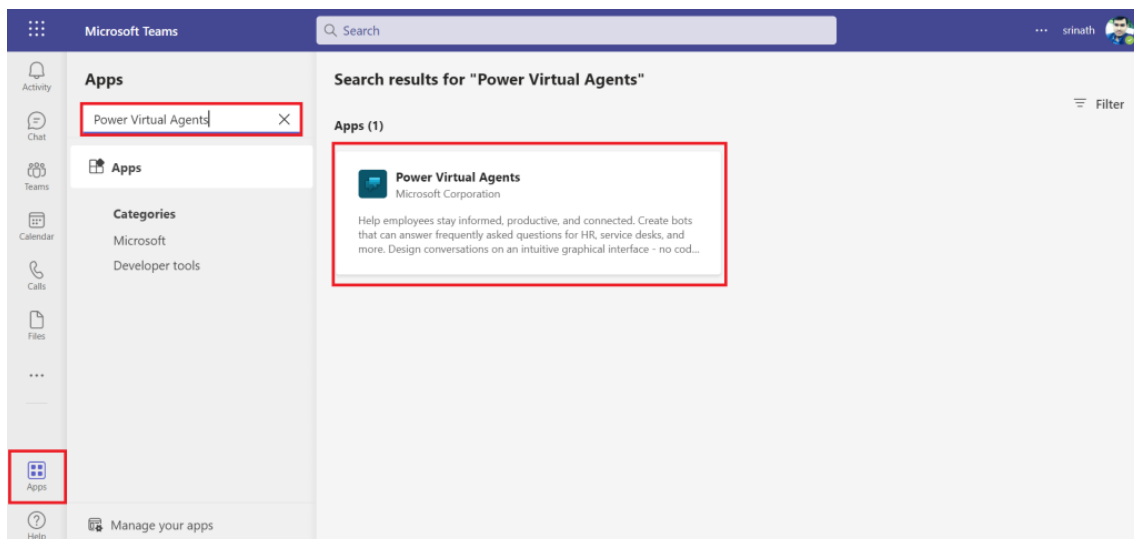 Microsoft Teams
Search
... srinath
Activity
Chat
Teams
Calendar
Calls
Files
...
Apps
Help
Apps
Power Virtual Agents
Apps
Categories
Microsoft
Developer tools
Manage your apps
Search results for "Power Virtual Agents"
Filter
Apps (1)
Power Virtual Agents
Microsoft Corporation
Help employees stay informed, productive, and connected. Create bots
that can answer frequently asked questions for HR, service desks, and
more. Design conversations on an intuitive graphical interface - no cod...